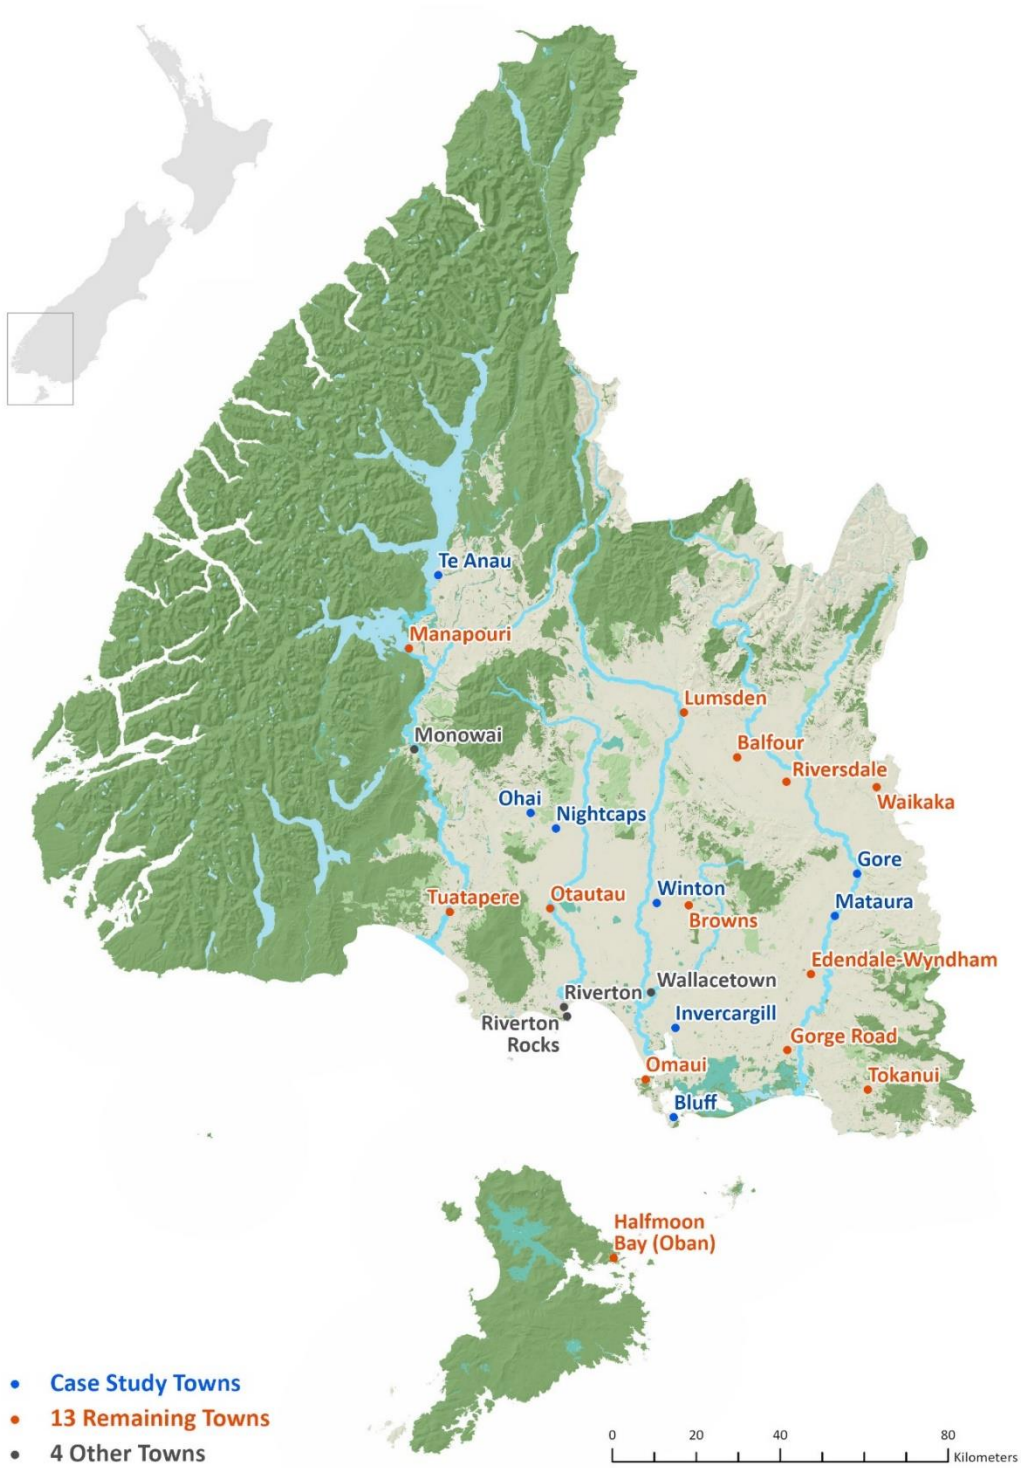 Te Anau
Manapouri
Lumsden
Monowai
Balfour
Riversdale
Waikaka
Ohai
Nightcaps
Gore
Tuatapere
Otautau
Winton
Browns
Mataura
Edendale-Wyndham
Wallacetown
Riverton
Riverton
Rocks
Invercargill
Gorge Road
Omaui
Tokanui
Bluff
Halfmoon
Bay (Oban)
Case Study Towns
13 Remaining Towns
4 Other Towns
0 20 40 80
Kilometers